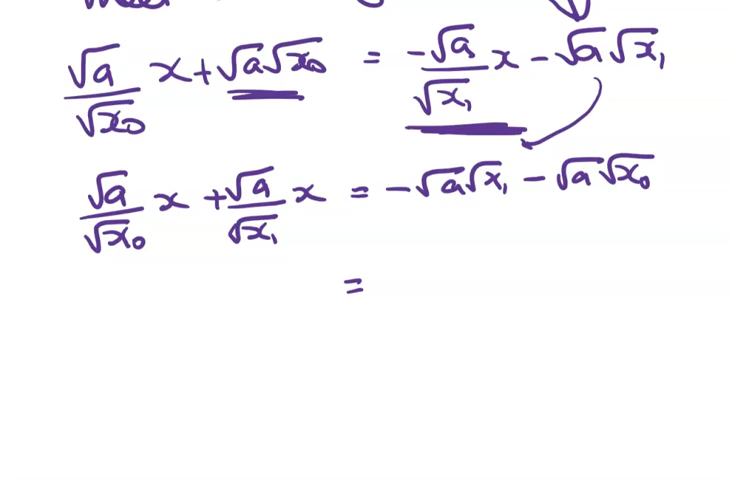 √a/√x₀ x + √a√x₀ = -√a/√x₁ x - √a√x₁
√a/√x₀ x + √a/√x₁ x = -√a√x₁ - √a√x₀
=